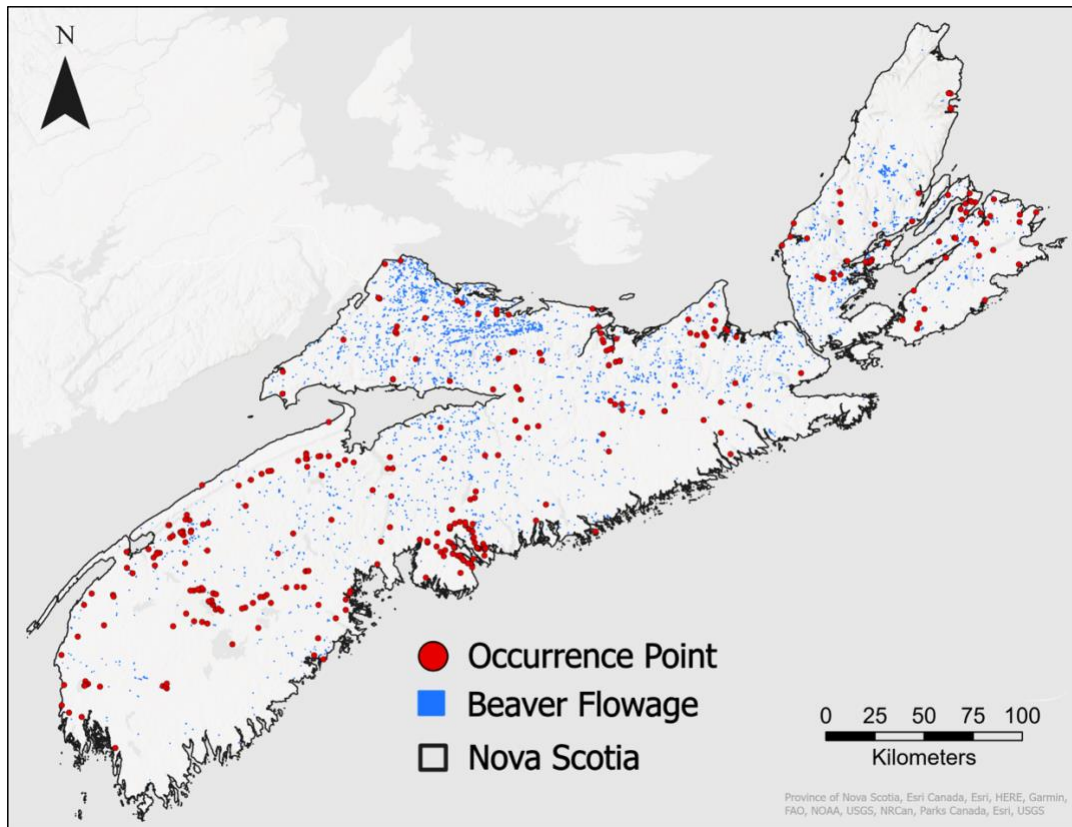 N
Occurrence Point
Beaver Flowage
Nova Scotia
0 25 50 75 100
Kilometers
Province of Nova Scotia, Esri Canada, Esri, HERE, Garmin,
FAO, NOAA, USGS, NRCan, Parks Canada, Esri, USGS